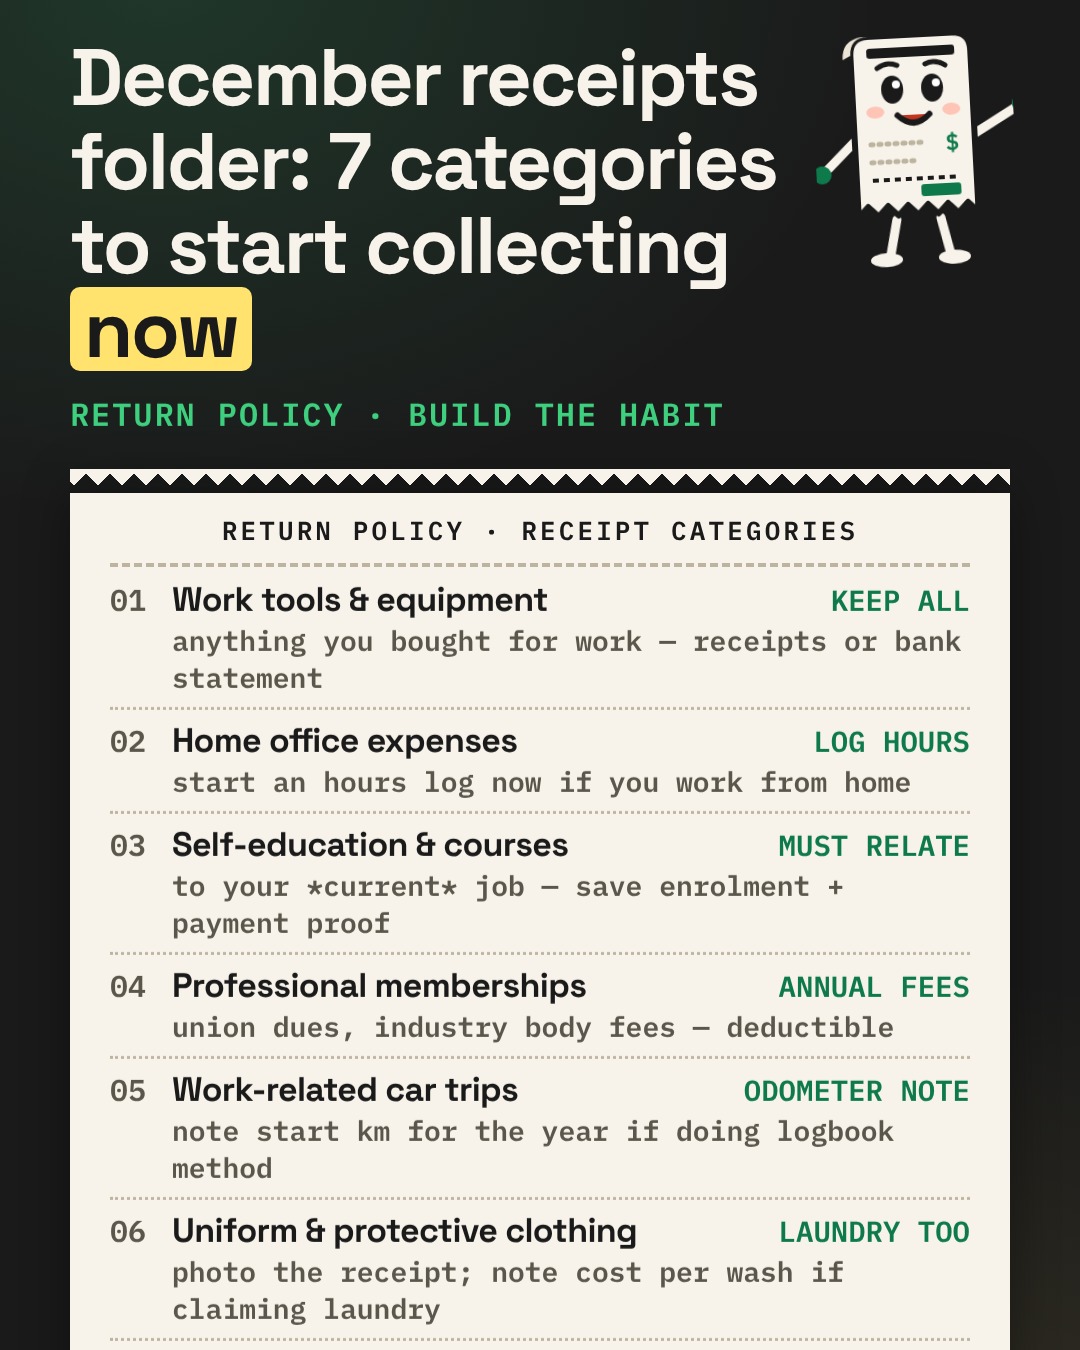 December receipts
folder: 7 categories
to start collecting
now
$
RETURN POLICY · BUILD THE HABIT
RETURN POLICY · RECEIPT CATEGORIES
01 Work tools & equipment KEEP ALL
anything you bought for work — receipts or bank
statement
02 Home office expenses LOG HOURS
start an hours log now if you work from home
03 Self-education & courses MUST RELATE
to your *current* job — save enrolment +
payment proof
04 Professional memberships ANNUAL FEES
union dues, industry body fees — deductible
05 Work-related car trips ODOMETER NOTE
note start km for the year if doing logbook
method
06 Uniform & protective clothing LAUNDRY TOO
photo the receipt; note cost per wash if
claiming laundry